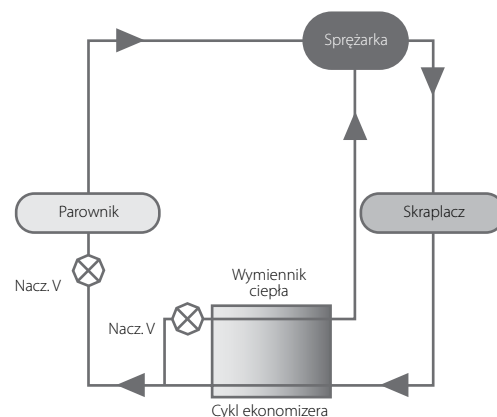 Sprężarka
Parownik
Skraplacz
Wymiennik
ciepła
Nacz. V
Nacz. V
Cykl ekonomizera